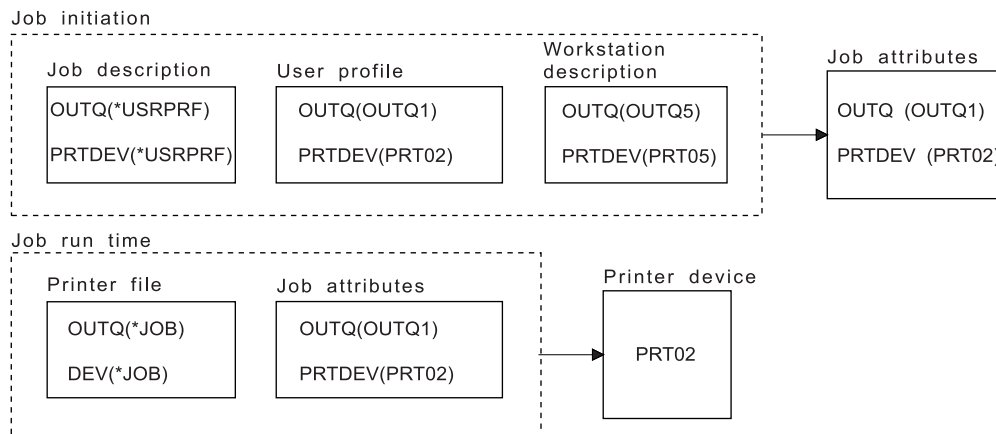 Job initiation
Job description
OUTQ(*USRPRF)
PRTDEV(*USRPRF)
User profile
OUTQ(OUTQ1)
PRTDEV(PRT02)
Workstation
description
OUTQ(OUTQ5)
PRTDEV(PRT05)
Job attributes
OUTQ (OUTQ1)
PRTDEV (PRT02)
Job run time
Printer file
OUTQ(*JOB)
DEV(*JOB)
Job attributes
OUTQ(OUTQ1)
PRTDEV(PRT02)
Printer device
PRT02